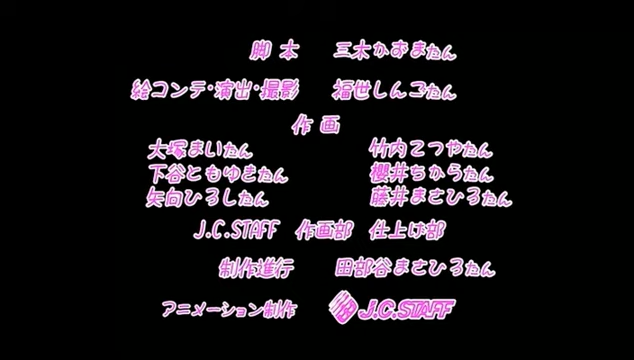 脚本 三木かおまたん
絵コンテ・演出・撮影 福世しんごたん
作画
大塚まいたん 竹内てつやたん
下谷ともゆきたん 櫻井ちからたん
矢向ひろしたん 藤井まさひろたん
J.C.STAFF 作画部 仕上げ部
制作進行 田部谷まさひろたん
アニメーション制作 J.C.STAFF